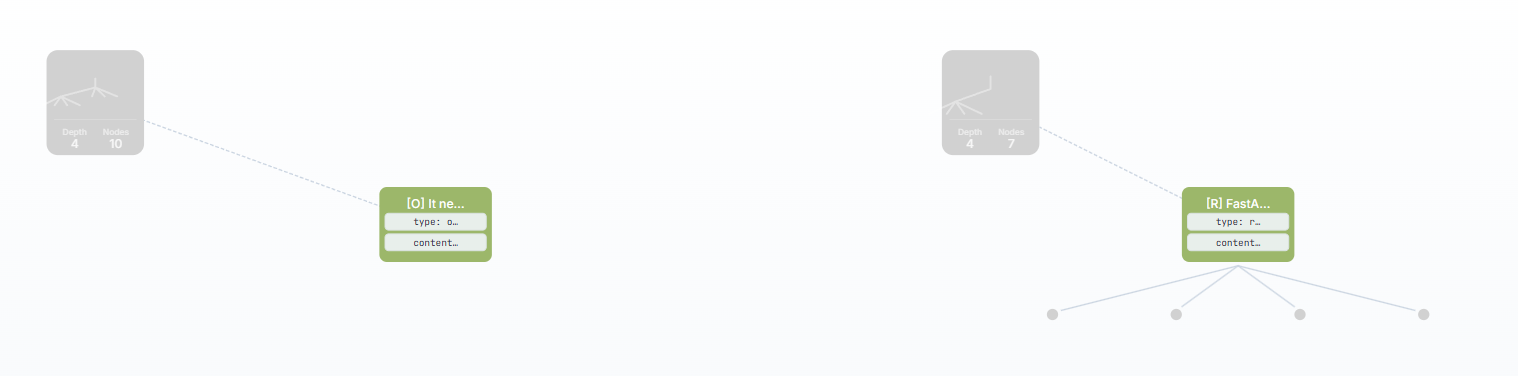 Depth Nodes
4 10
[O] It ne...
type: o…
content…
Depth Nodes
4 7
[R] FastA...
type: r…
content…